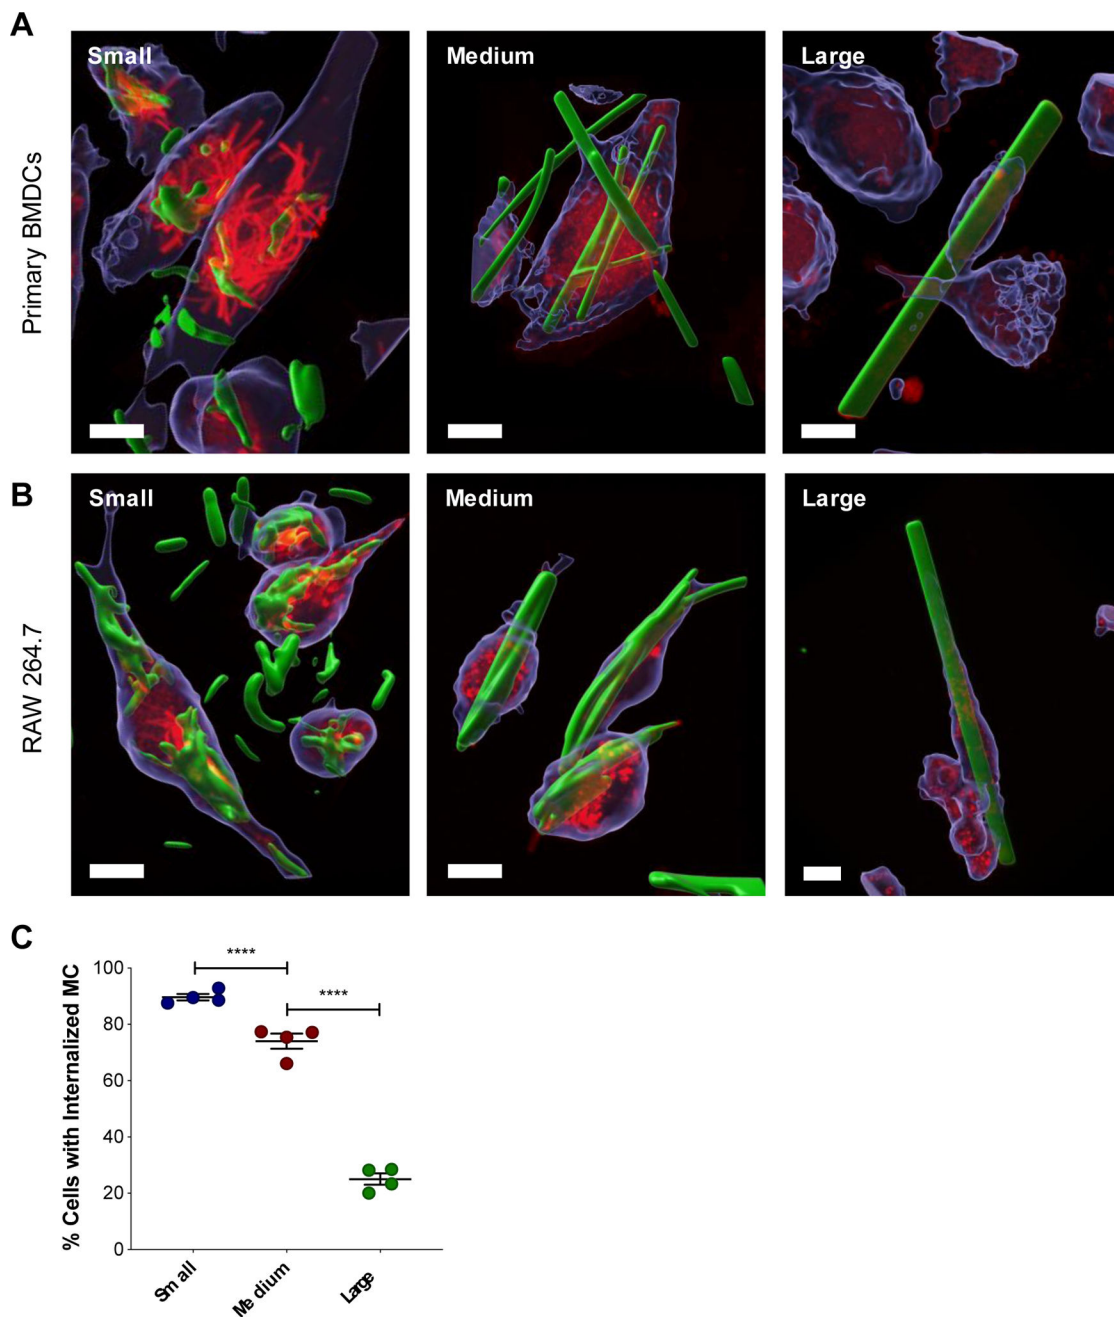 A
Small
Medium
Large
Primary BMDCs
B
Small
Medium
Large
RAW 264.7
C
****
****
100
80
60
40
20
0
% Cells with Internalized MC
Small
Medium
Large